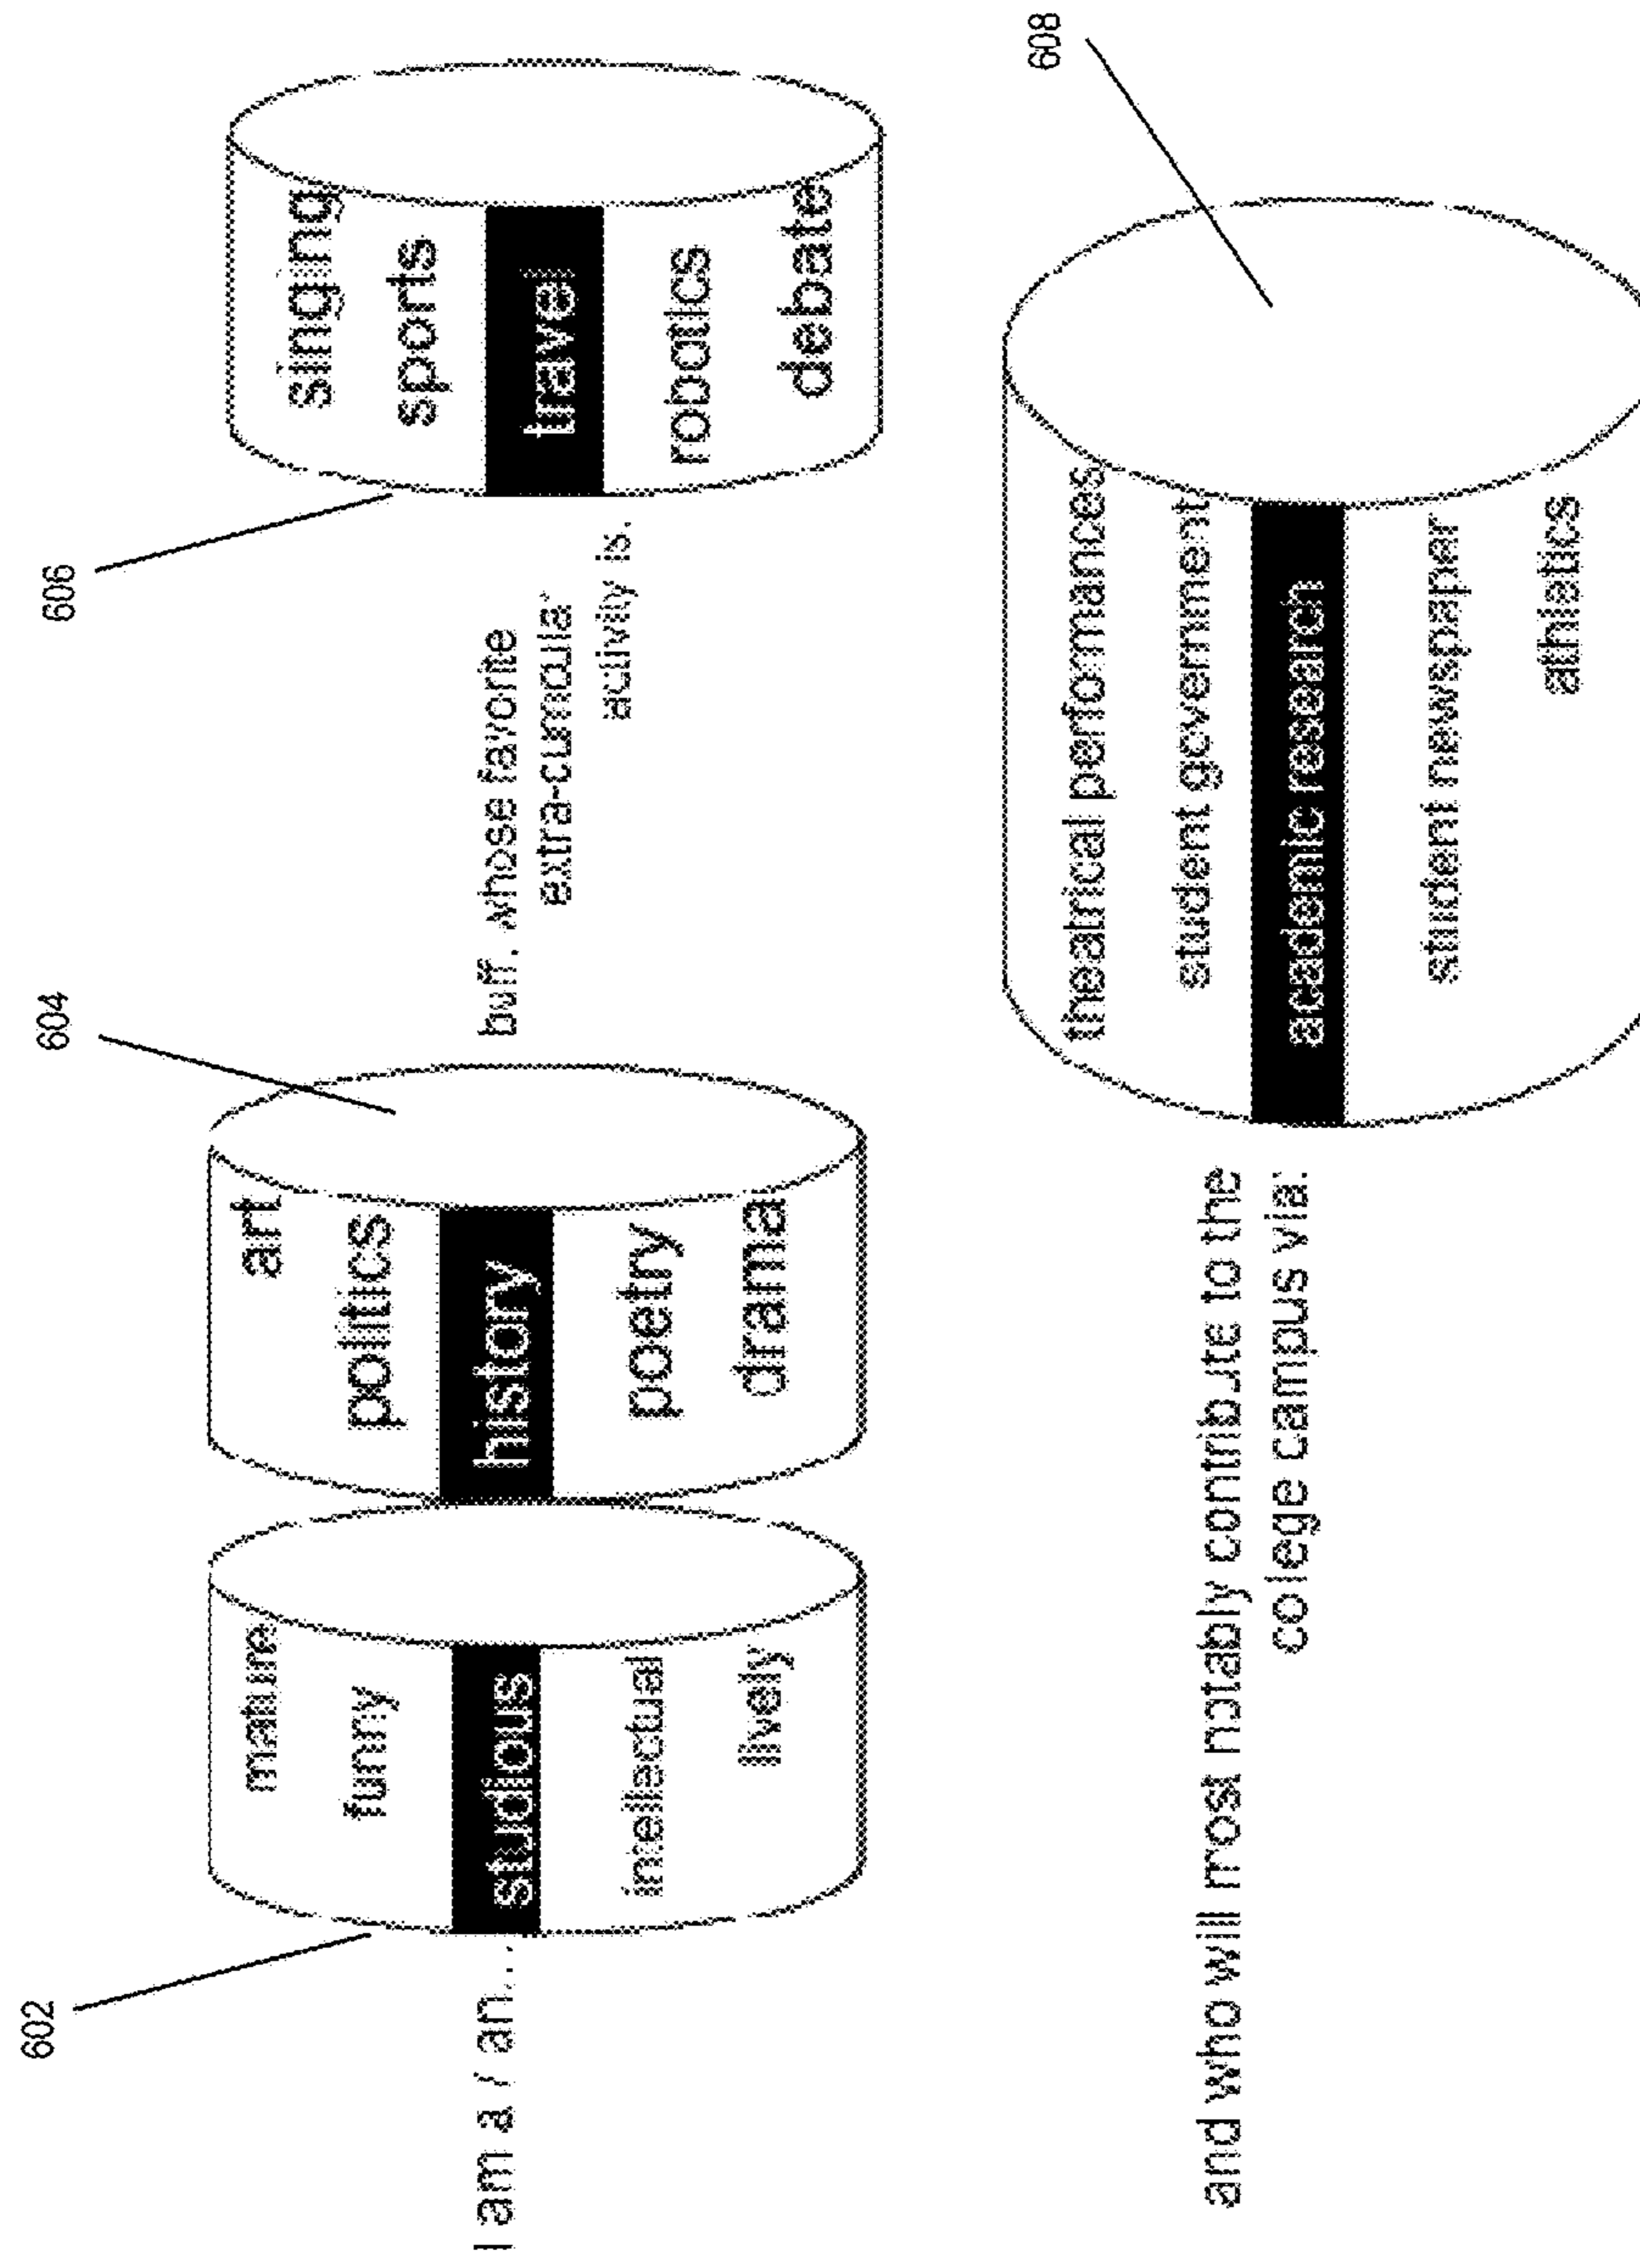 602
I am a / an...
mature
funny
studious
intellectual
lively
604
art
politics
history
poetry
drama
buff, whose favorite
extra-curricular
activity is.
606
singing
sports
travel
robotics
debate
and who will most notably contribute to the
college campus via:
608
theatrical performances
student government
academic research
student newspaper
athletics